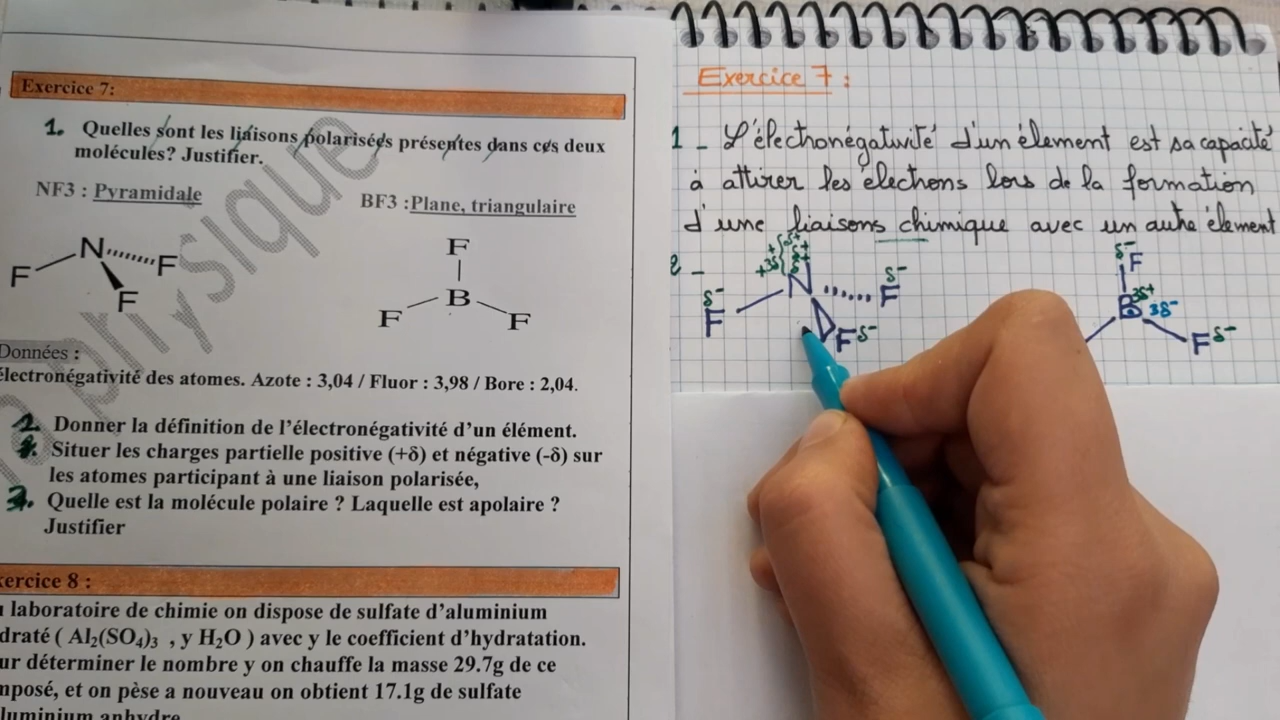 Exercice 7:
1. Quelles sont les liaisons polarisées présentes dans ces deux
molécules? Justifier.
NF3 : Pyramidale
BF3 :Plane, triangulaire
N
F
F
F
F
B
F
F
Données :
électronégativité des atomes. Azote : 3,04 / Fluor : 3,98 / Bore : 2,04.
2. Donner la définition de l'électronégativité d'un élément.
Situer les charges partielle positive (+δ) et négative (-δ) sur
les atomes participant à une liaison polarisée,
3. Quelle est la molécule polaire ? Laquelle est apolaire ?
Justifier
xercice 8 :
laboratoire de chimie on dispose de sulfate d'aluminium
draté ( Al₂(SO₄)₃ , y H₂O ) avec y le coefficient d'hydratation.
ur déterminer le nombre y on chauffe la masse 29.7g de ce
mposé, et on pèse a nouveau on obtient 17.1g de sulfate
luminium anhydre
physique
Exercice 7 :
1 - L'électronégativité d'un élement est sa capacité
à attirer les électrons lors de la formation
d'une liaisons chimique avec un autre élement
2 -
+3δ
δ+
N
δ-
F
δ-
F
δ-
F
δ-
F
3δ+
B
3δ-
F
δ-